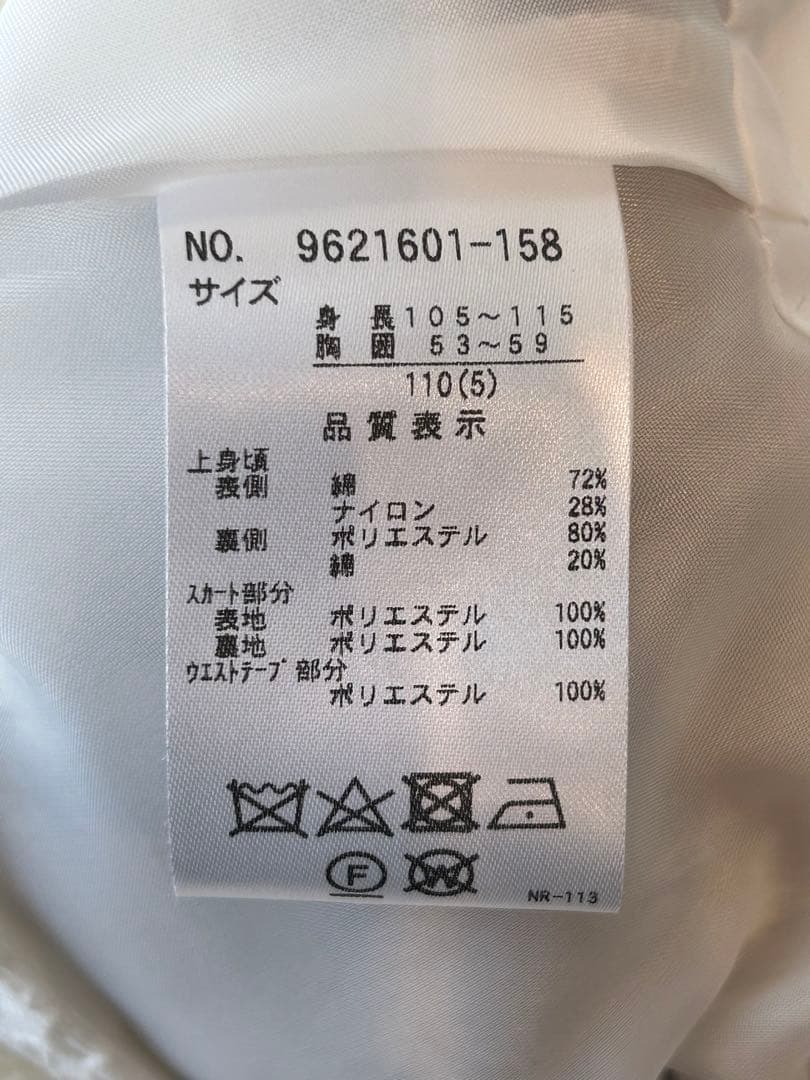 NO. 9621601-158
サイズ
身 長 105～115
胸 囲 53～59
110(5)
品質表示
上身頃
表側 綿 72%
ナイロン 28%
裏側 ポリエステル 80%
綿 20%
ｽｶｰﾄ部分
表地 ポリエステル 100%
裏地 ポリエステル 100%
ｳｴｽﾄﾃｰﾌﾟ部分
ポリエステル 100%
F W
NR-113